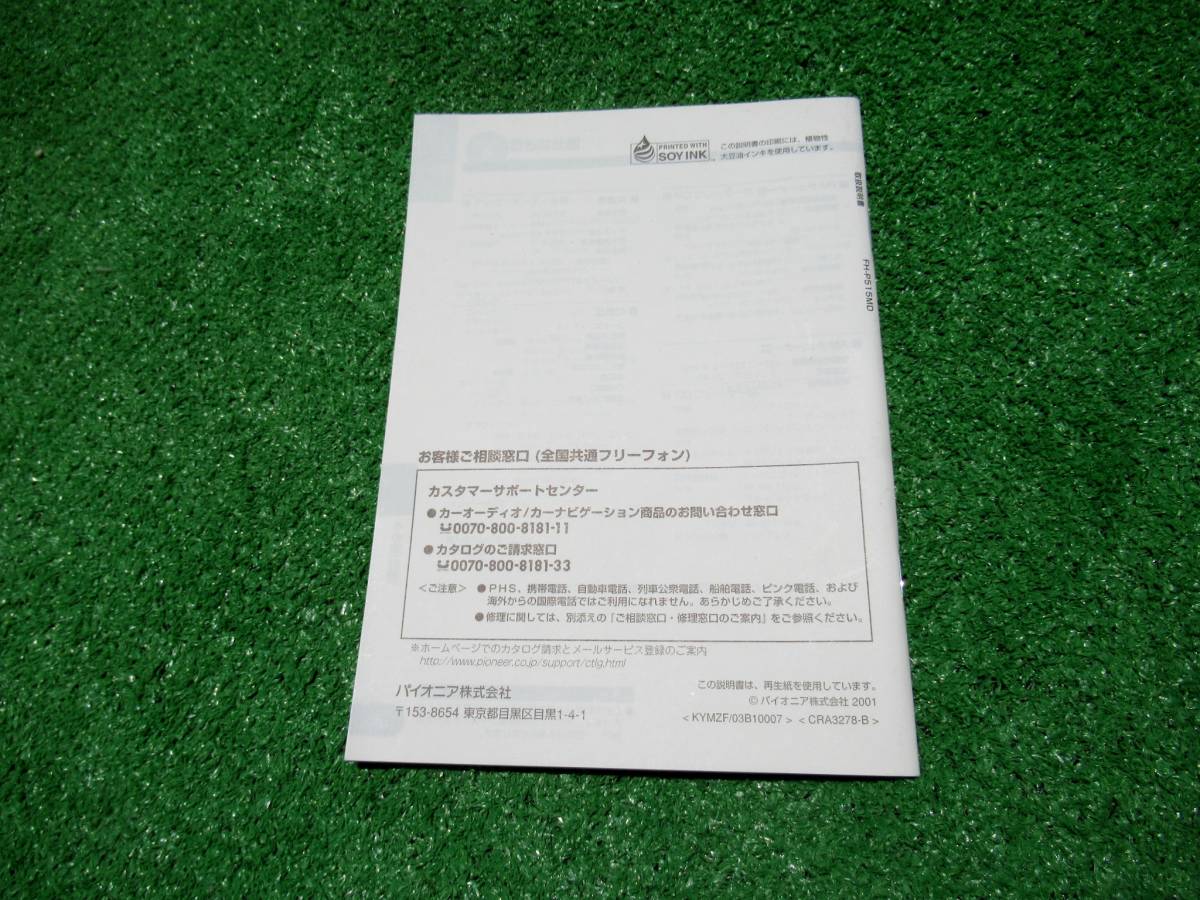 PRINTED WITH
SOY INK
この説明書の印刷には、植物性
大豆油インキを使用しています。
取扱説明書
FH-P515MD
お客様ご相談窓口 (全国共通フリーフォン)
カスタマーサポートセンター
●カーオーディオ/カーナビゲーション商品のお問い合わせ窓口
0070-800-8181-11
●カタログのご請求窓口
0070-800-8181-33
<ご注意> ●PHS、携帯電話、自動車電話、列車公衆電話、船舶電話、ピンク電話、および
海外からの国際電話ではご利用になれません。あらかじめご了承ください。
●修理に関しては、別添えの『ご相談窓口・修理窓口のご案内』をご参照ください。
※ホームページでのカタログ請求とメールサービス登録のご案内
http://www.pioneer.co.jp/support/ctlg.html
パイオニア株式会社
〒153-8654 東京都目黒区目黒1-4-1
この説明書は、再生紙を使用しています。
© パイオニア株式会社 2001
<KYMZF/03B10007> <CRA3278-B>